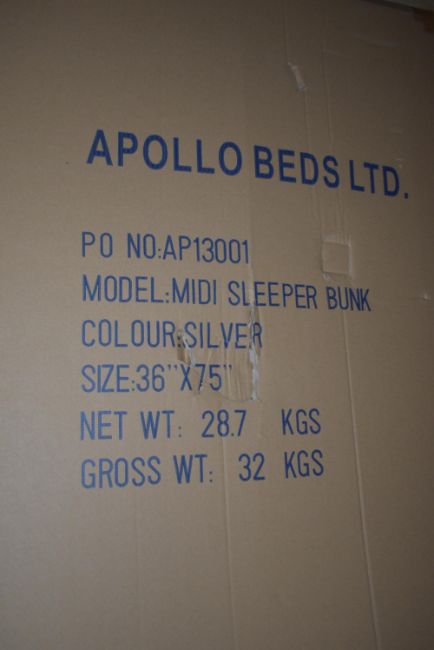 APOLLO BEDS LTD.
PO NO:AP13001
MODEL:MIDI SLEEPER BUNK
COLOUR:SILVER
SIZE:36"X75"
NET WT: 28.7 KGS
GROSS WT: 32 KGS